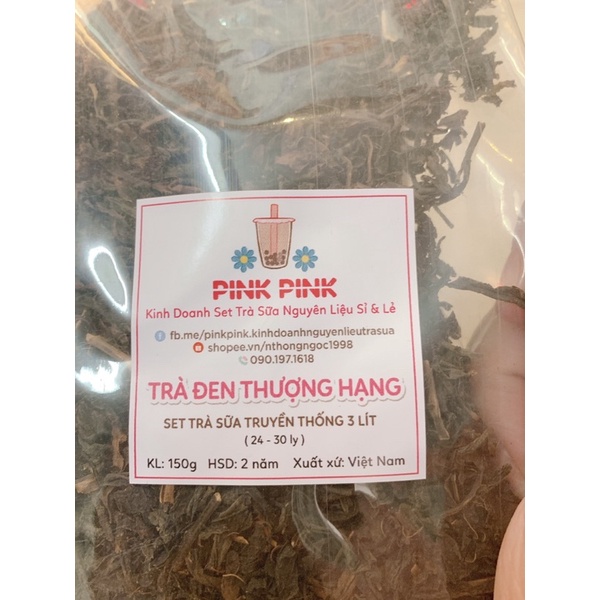 PINK PINK
Kinh Doanh Set Trà Sữa Nguyên Liệu Sỉ & Lẻ
fb.me/pinkpink.kinhdoanhnguyenlieutrasua
shopee.vn/nthongngoc1998
090.197.1618
TRÀ ĐEN THƯỢNG HẠNG
SET TRÀ SỮA TRUYỀN THỐNG 3 LÍT
( 24 - 30 ly )
KL: 150g HSD: 2 năm Xuất xứ: Việt Nam